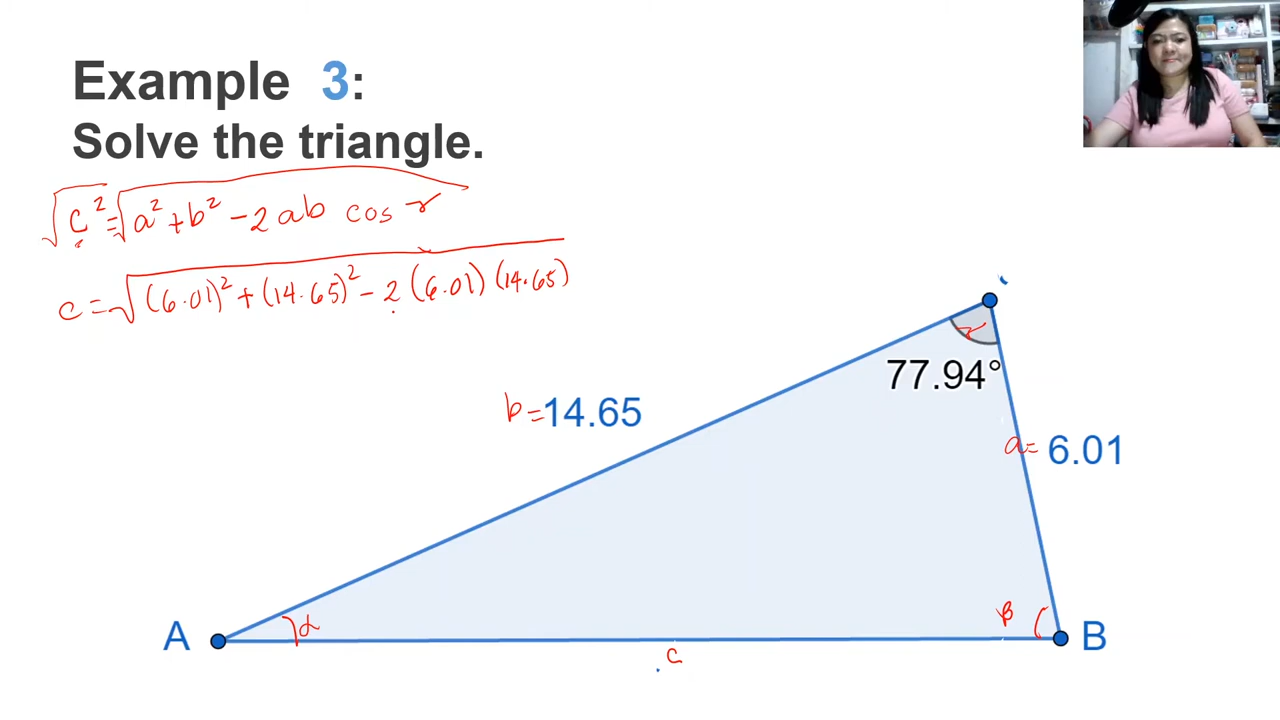 Example 3:
Solve the triangle.
√c² = √a² + b² - 2ab cos γ
c = √(6.01)² + (14.65)² - 2 (6.01) (14.65)
γ
77.94°
b = 14.65
a = 6.01
α
β
A
B
c